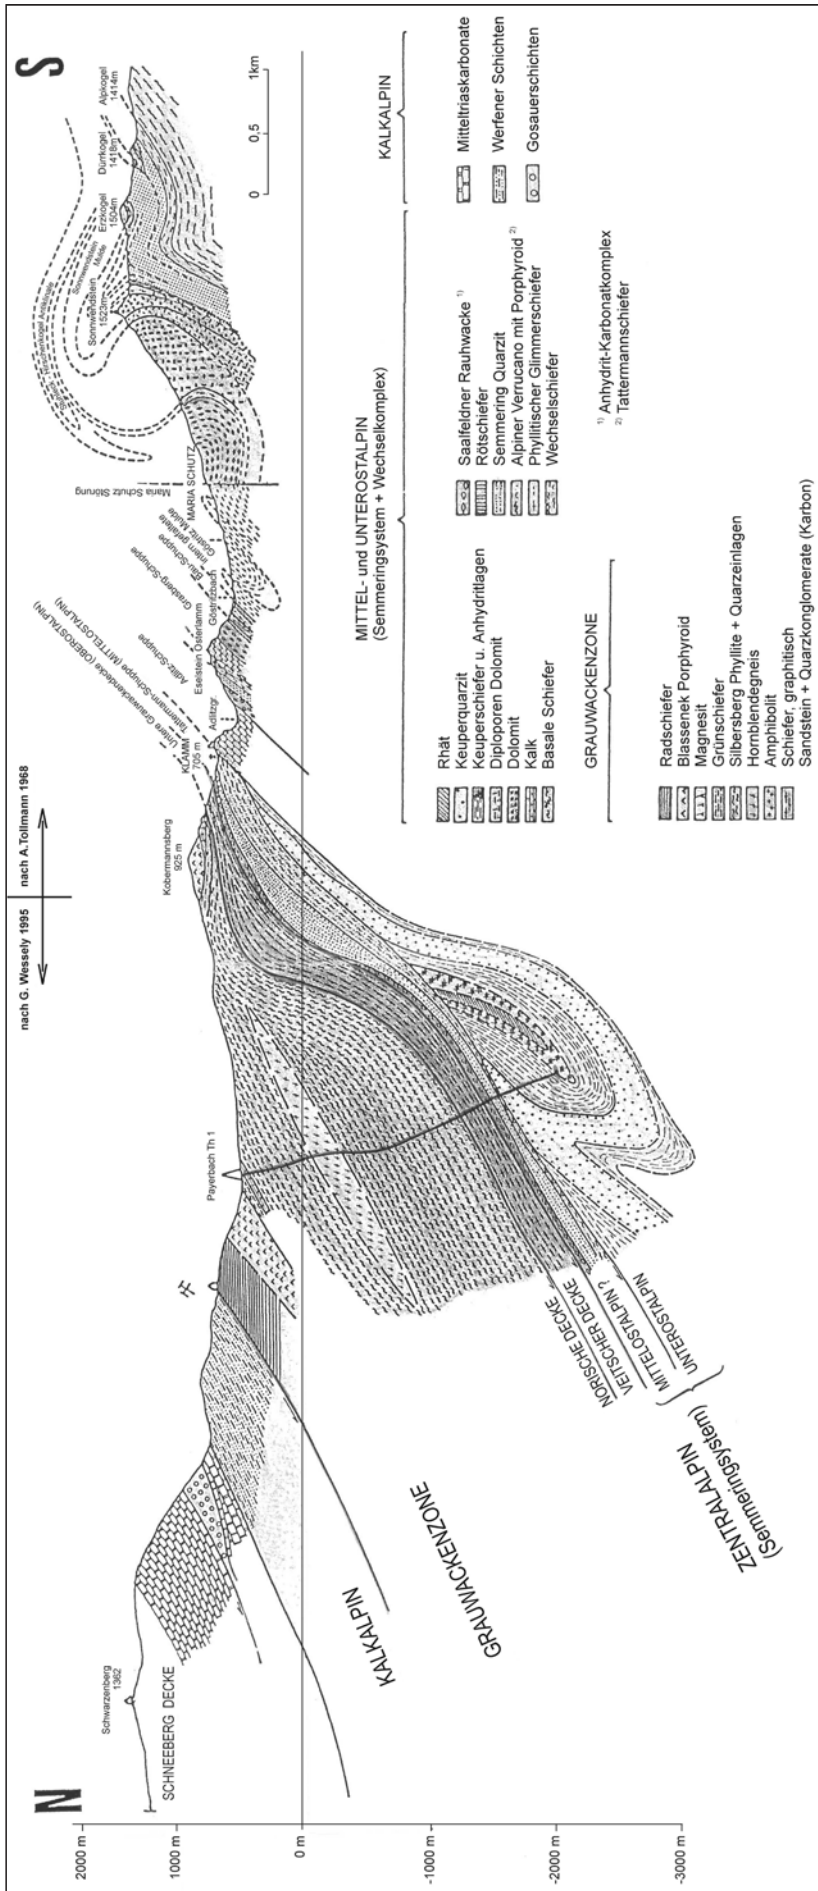 N
S
nach G. Wessely 1995
nach A.Tollmann 1968
2000 m
1000 m
0 m
-1000 m
-2000 m
-3000 m
Schwarzenberg
1362
SCHNEEBERG DECKE
Payerbach Th 1
Kobermannsberg
925 m
KLAMM
705 m
Untere Grauwackendecke (OBEROSTALPIN)
Tattermann-Schuppe (MITTELOSTALPIN)
Adlitz-Schuppe
Adlitzgr.
Eselstein Osterlamm
Grasberg-Schuppe
Göstritzbach
Bau-Schuppe
intern gefaltete
Göstritz Mulde
MARIA SCHUTZ
Maria Schutz Störung
Sonnwendstein
1523m
Sonnwendstein
Mulde
Erzkogel
1504m
Dürrkogel
1418m
Alpkogel
1414m
0
0,5
1km
KALKALPIN
GRAUWACKENZONE
NORISCHE DECKE
VEITSCHER DECKE
MITTELOSTALPIN ?
UNTEROSTALPIN
ZENTRALALPIN
(Semmeringsystem)
MITTEL- und UNTEROSTALPIN
(Semmeringsystem + Wechselkomplex)
Rhät
Keuperquarzit
Keuperschiefer u. Anhydritlagen
Diploporen Dolomit
Dolomit
Kalk
Basale Schiefer
Saalfeldner Rauhwacke 1)
Rötschiefer
Semmering Quarzit
Alpiner Verrucano mit Porphyroid 2)
Phyllitischer Glimmerschiefer
Wechselschiefer
1) Anhydrit-Karbonatkomplex
2) Tattermannschiefer
KALKALPIN
Mitteltriaskarbonate
Werfener Schichten
Gosauerschichten
GRAUWACKENZONE
Radschiefer
Blassenek Porphyroid
Magnesit
Grünschiefer
Silbersberg Phyllite + Quarzeinlagen
Hornblendegneis
Amphibolit
Schiefer, graphitisch
Sandstein + Quarzkonglomerate (Karbon)